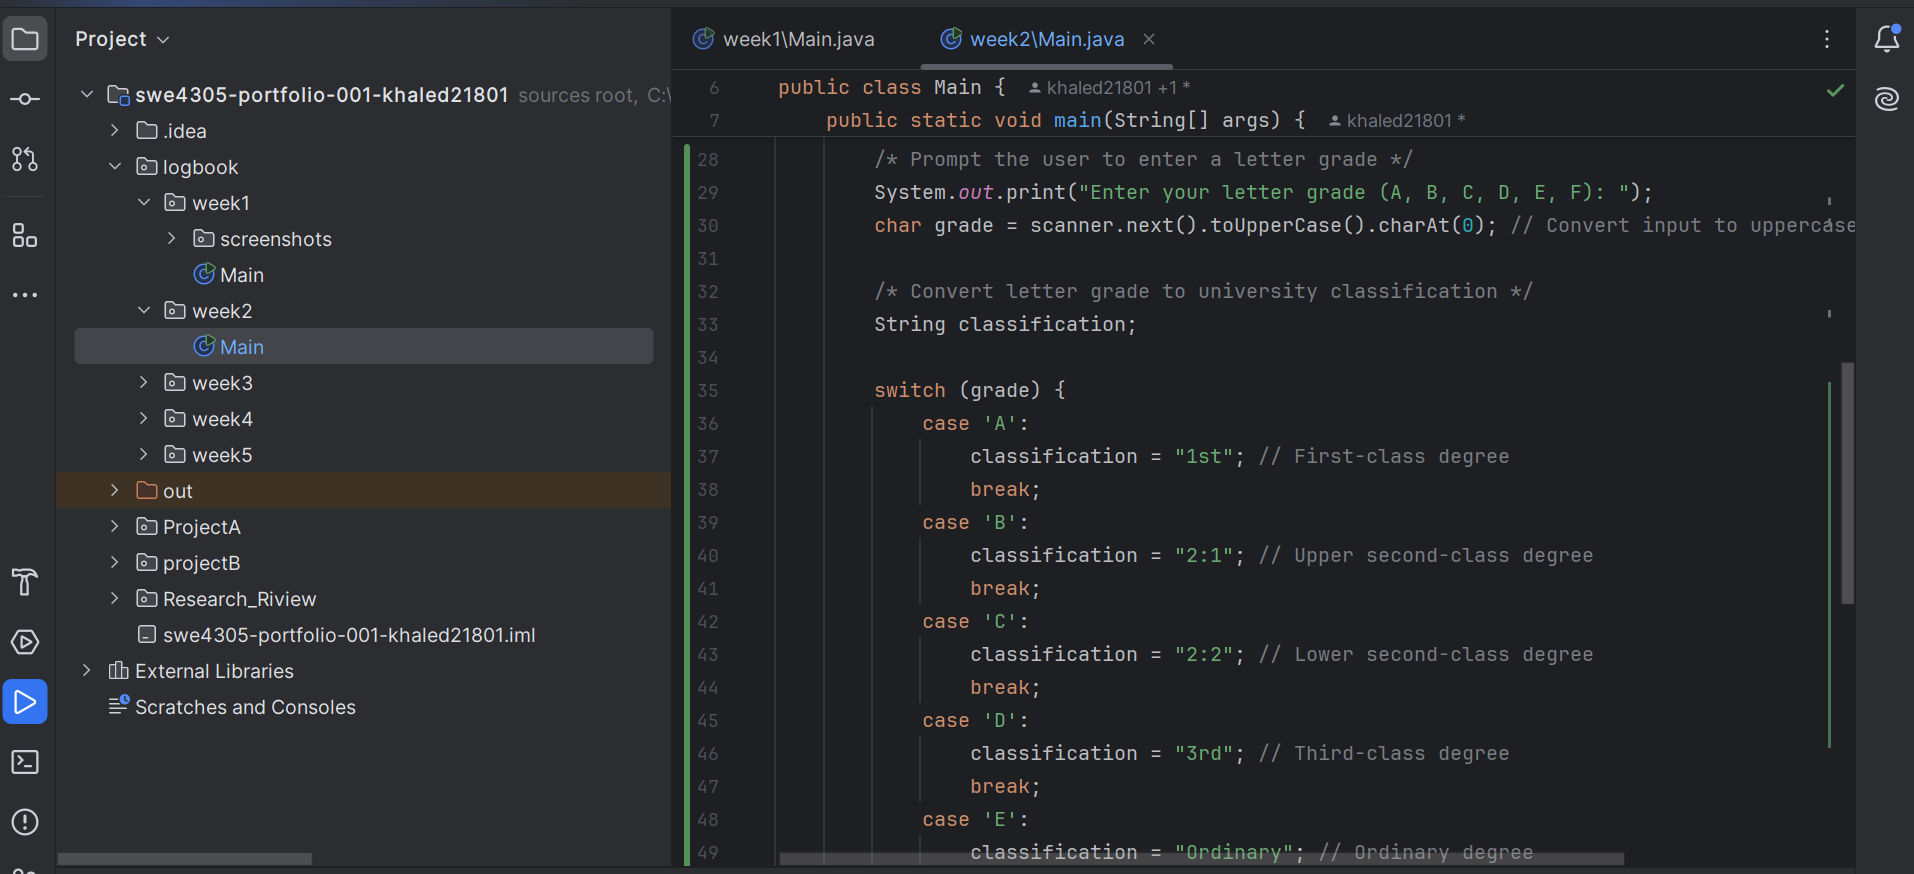 Project
swe4305-portfolio-001-khaled21801 sources root, C:\
.idea
logbook
week1
screenshots
Main
week2
Main
week3
week4
week5
out
ProjectA
projectB
Research_Riview
swe4305-portfolio-001-khaled21801.iml
External Libraries
Scratches and Consoles
week1\Main.java
week2\Main.java
6 public class Main { khaled21801 +1 *
7 public static void main(String[] args) { khaled21801 *
28 /* Prompt the user to enter a letter grade */
29 System.out.print("Enter your letter grade (A, B, C, D, E, F): ");
30 char grade = scanner.next().toUpperCase().charAt(0); // Convert input to uppercase
31
32 /* Convert letter grade to university classification */
33 String classification;
34
35 switch (grade) {
36 case 'A':
37 classification = "1st"; // First-class degree
38 break;
39 case 'B':
40 classification = "2:1"; // Upper second-class degree
41 break;
42 case 'C':
43 classification = "2:2"; // Lower second-class degree
44 break;
45 case 'D':
46 classification = "3rd"; // Third-class degree
47 break;
48 case 'E':
49 classification = "Ordinary"; // Ordinary degree